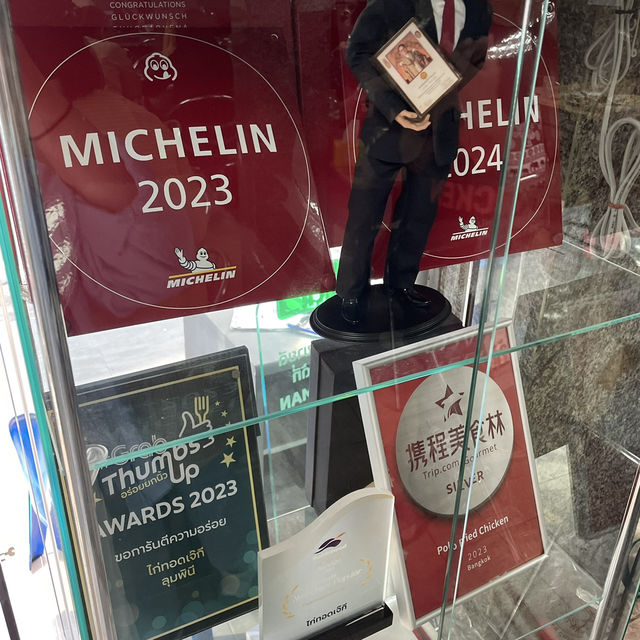 CONGRATULATIONS
GLÜCKWUNSCH
MICHELIN
2023
MICHELIN
HELIN
2024
MICHELIN
Grab
Thumbs
Up
อร่อยยกนิ้ว
AWARDS 2023
ขอการันตีความอร่อย
ไก่ทอดเจ๊กี
ลุมพินี
ไก่ทอดเจ๊กี
携程美食林
Trip.com Gourmet
SILVER
Polo Fried Chicken
2023
Bangkok